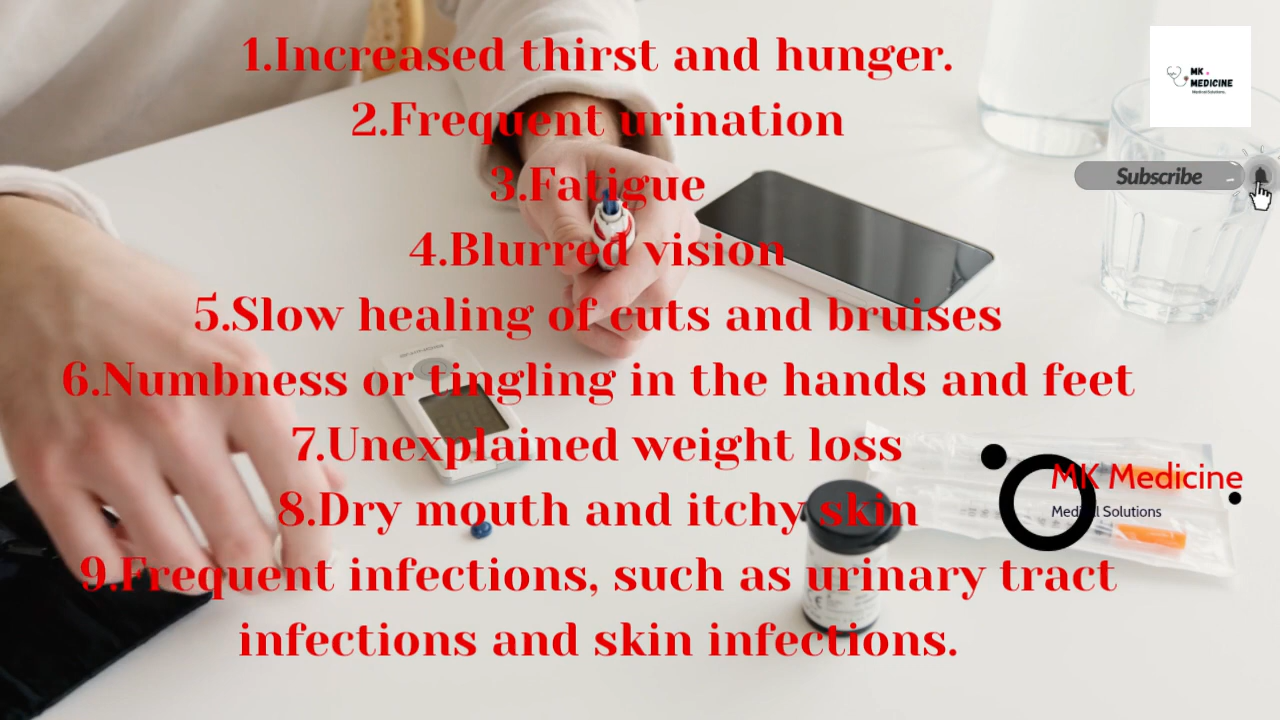 1.Increased thirst and hunger.
2.Frequent urination
3.Fatigue
4.Blurred vision
5.Slow healing of cuts and bruises
6.Numbness or tingling in the hands and feet
7.Unexplained weight loss
8.Dry mouth and itchy skin
9.Frequent infections, such as urinary tract
infections and skin infections.
MK
MEDICINE
Medical Solutions.
Subscribe
MK Medicine
Medical Solutions